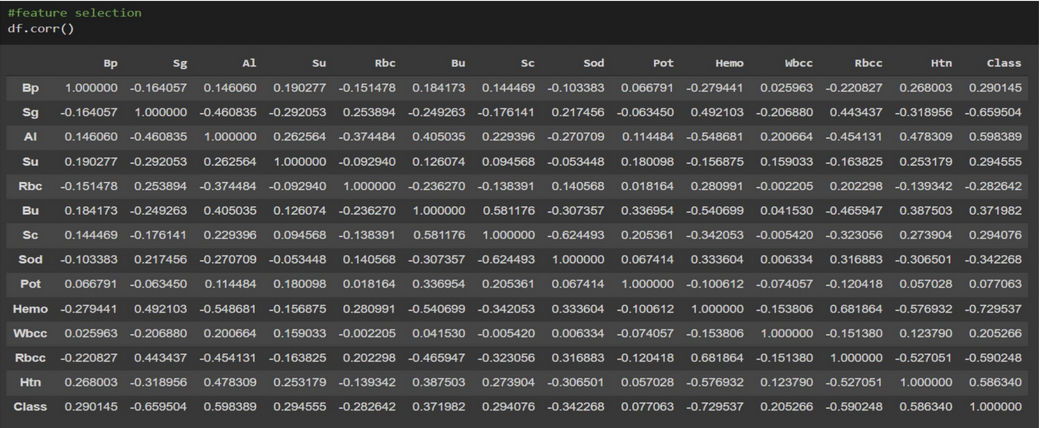 #feature selection
df.corr()
Bp Sg Al Su Rbc Bu Sc Sod Pot Hemo Wbcc Rbcc Htn Class
Bp 1.000000 -0.164057 0.146060 0.190277 -0.151478 0.184173 0.144469 -0.103383 0.066791 -0.279441 0.025963 -0.220827 0.268003 0.290145
Sg -0.164057 1.000000 -0.460835 -0.292053 0.253894 -0.249263 -0.176141 0.217456 -0.063450 0.492103 -0.206880 0.443437 -0.318956 -0.659504
Al 0.146060 -0.460835 1.000000 0.262564 -0.374484 0.405035 0.229396 -0.270709 0.114484 -0.548681 0.200664 -0.454131 0.478309 0.598389
Su 0.190277 -0.292053 0.262564 1.000000 -0.092940 0.126074 0.094568 -0.053448 0.180098 -0.156875 0.159033 -0.163825 0.253179 0.294555
Rbc -0.151478 0.253894 -0.374484 -0.092940 1.000000 -0.236270 -0.138391 0.140568 0.018164 0.280991 -0.002205 0.202298 -0.139342 -0.282642
Bu 0.184173 -0.249263 0.405035 0.126074 -0.236270 1.000000 0.581176 -0.307357 0.336954 -0.540699 0.041530 -0.465947 0.387503 0.371982
Sc 0.144469 -0.176141 0.229396 0.094568 -0.138391 0.581176 1.000000 -0.624493 0.205361 -0.342053 -0.005420 -0.323056 0.273904 0.294076
Sod -0.103383 0.217456 -0.270709 -0.053448 0.140568 -0.307357 -0.624493 1.000000 0.067414 0.333604 0.006334 0.316883 -0.306501 -0.342268
Pot 0.066791 -0.063450 0.114484 0.180098 0.018164 0.336954 0.205361 0.067414 1.000000 -0.100612 -0.074057 -0.120418 0.057028 0.077063
Hemo -0.279441 0.492103 -0.548681 -0.156875 0.280991 -0.540699 -0.342053 0.333604 -0.100612 1.000000 -0.153806 0.681864 -0.576932 -0.729537
Wbcc 0.025963 -0.206880 0.200664 0.159033 -0.002205 0.041530 -0.005420 0.006334 -0.074057 -0.153806 1.000000 -0.151380 0.123790 0.205266
Rbcc -0.220827 0.443437 -0.454131 -0.163825 0.202298 -0.465947 -0.323056 0.316883 -0.120418 0.681864 -0.151380 1.000000 -0.527051 -0.590248
Htn 0.268003 -0.318956 0.478309 0.253179 -0.139342 0.387503 0.273904 -0.306501 0.057028 -0.576932 0.123790 -0.527051 1.000000 0.586340
Class 0.290145 -0.659504 0.598389 0.294555 -0.282642 0.371982 0.294076 -0.342268 0.077063 -0.729537 0.205266 -0.590248 0.586340 1.000000